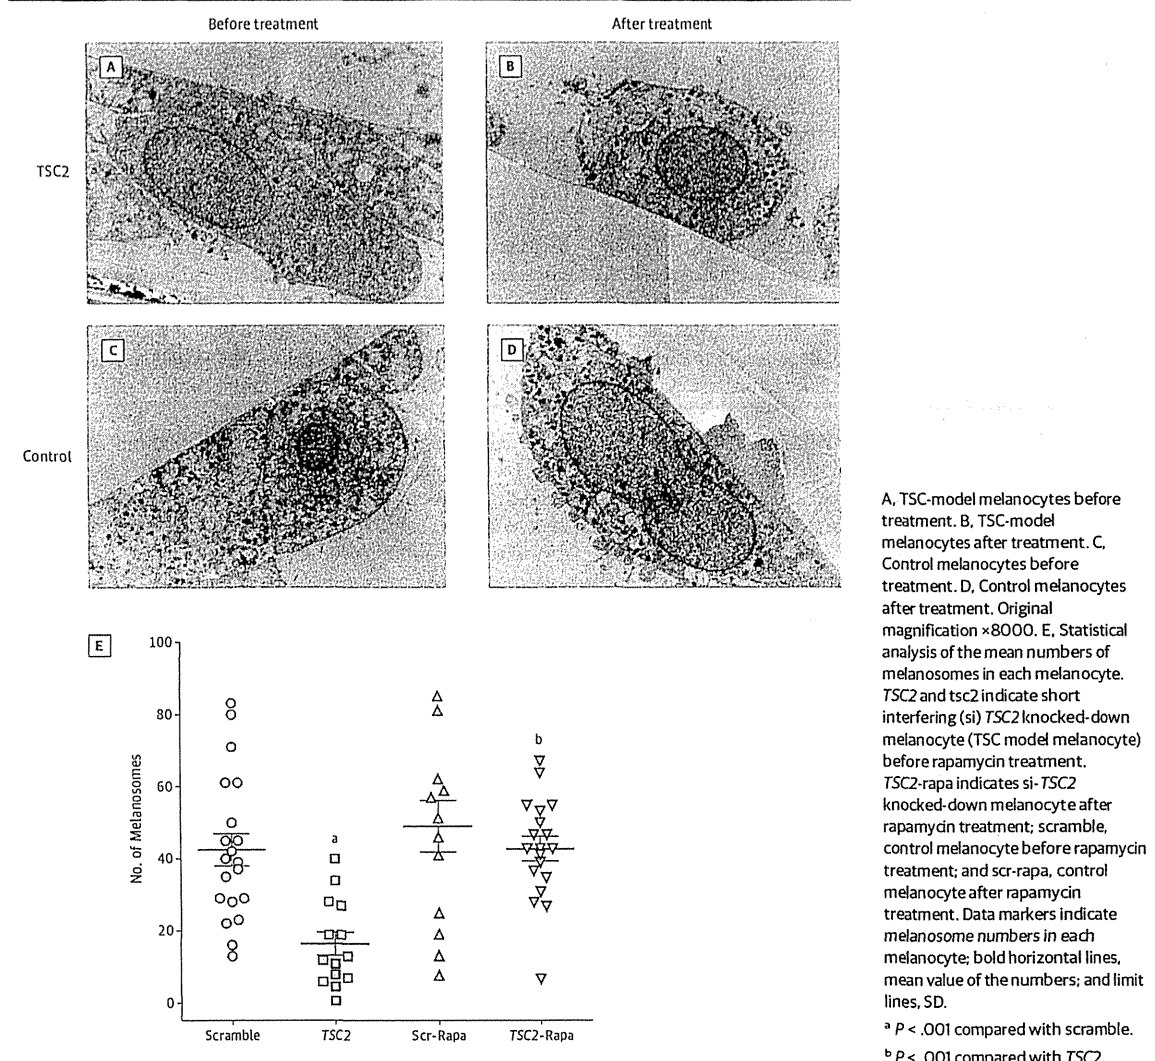 Before treatment
After treatment
A
B
TSC2
C
D
Control
E
100
80
60
40
20
0
No. of Melanosomes
a
b
Scramble
TSC2
Scr-Rapa
TSC2-Rapa
A, TSC-model melanocytes before
treatment. B, TSC-model
melanocytes after treatment. C,
Control melanocytes before
treatment. D, Control melanocytes
after treatment. Original
magnification ×8000. E, Statistical
analysis of the mean numbers of
melanosomes in each melanocyte.
TSC2 and tsc2 indicate short
interfering (si) TSC2 knocked-down
melanocyte (TSC model melanocyte)
before rapamycin treatment.
TSC2-rapa indicates si-TSC2
knocked-down melanocyte after
rapamycin treatment; scramble,
control melanocyte before rapamycin
treatment; and scr-rapa, control
melanocyte after rapamycin
treatment. Data markers indicate
melanosome numbers in each
melanocyte; bold horizontal lines,
mean value of the numbers; and limit
lines, SD.
a P < .001 compared with scramble.
b P < .001 compared with TSC2.